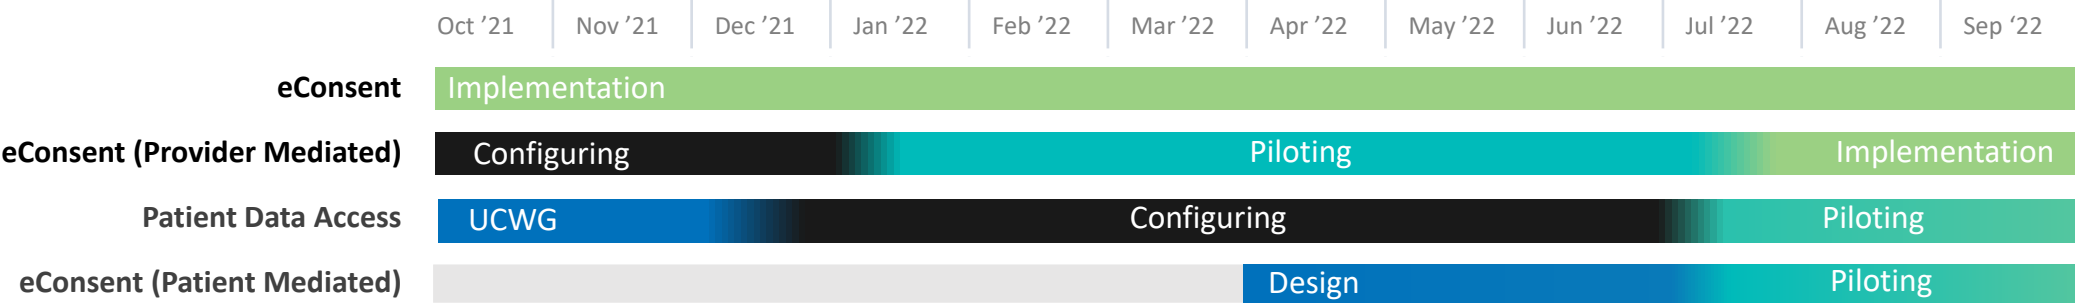 Oct ’21 Nov ’21 Dec ’21 Jan ’22 Feb ’22 Mar ’22 Apr ’22 May ’22 Jun ’22 Jul ’22 Aug ’22 Sep ‘22
eConsent Implementation
eConsent (Provider Mediated) Configuring Piloting Implementation
Patient Data Access UCWG Configuring Piloting
eConsent (Patient Mediated) Design Piloting